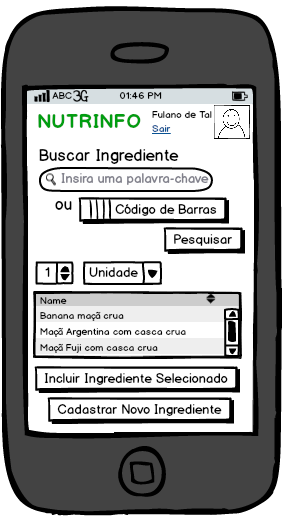 ABC 3G 01:46 PM
NUTRINFO
Fulano de Tal
Sair
Buscar Ingrediente
Insira uma palavra-chave
ou Código de Barras
Pesquisar
1 Unidade
Name
Banana maçã crua
Maçã Argentina com casca crua
Maçã Fuji com casca crua
Incluir Ingrediente Selecionado
Cadastrar Novo Ingrediente